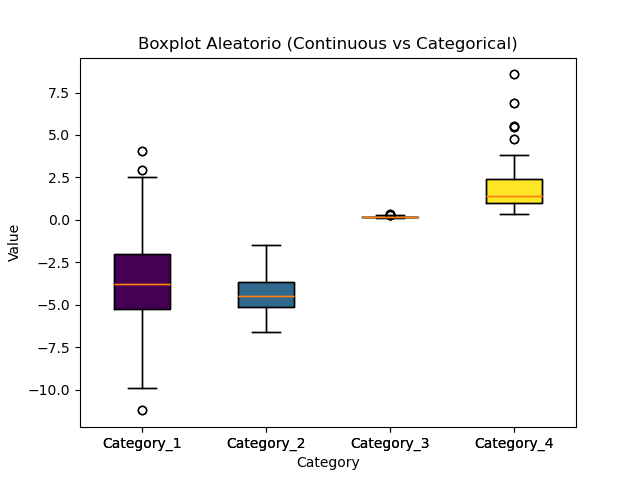 Boxplot Aleatorio (Continuous vs Categorical)
7.5
5.0
2.5
0.0
−2.5
−5.0
−7.5
−10.0
Value
Category_1 Category_2 Category_3 Category_4
Category